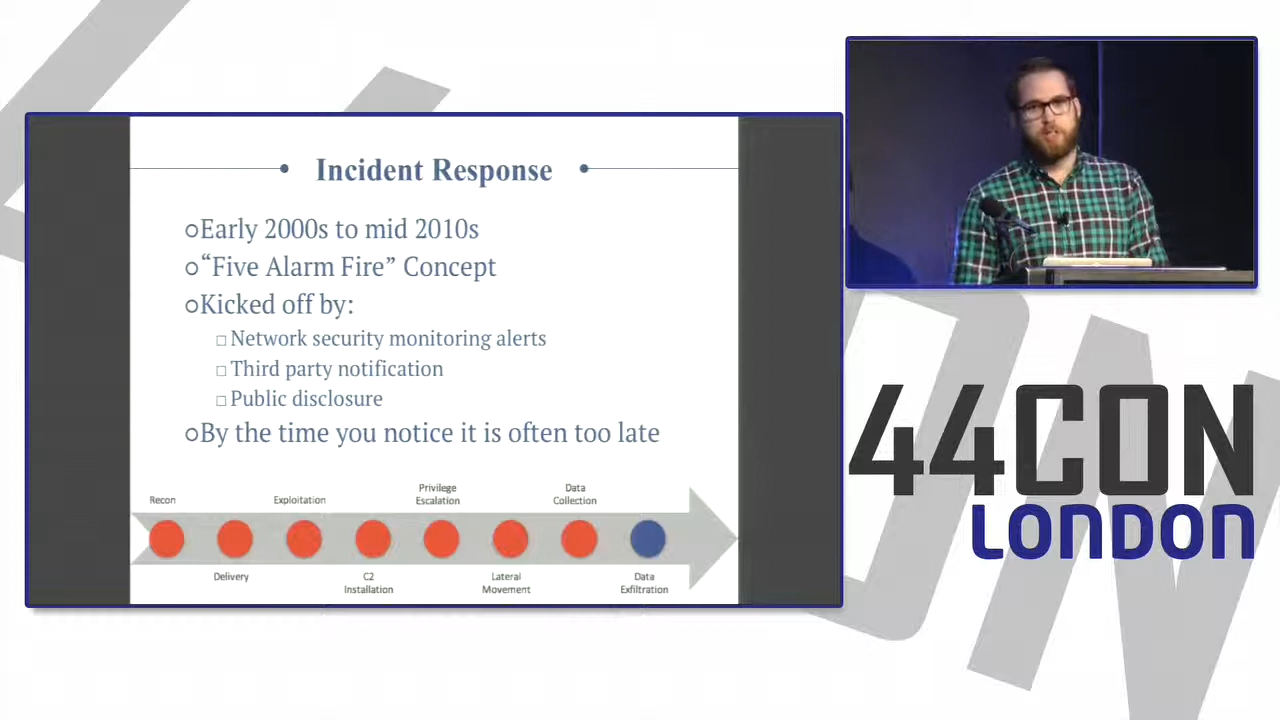 Incident Response
Early 2000s to mid 2010s
“Five Alarm Fire” Concept
Kicked off by:
Network security monitoring alerts
Third party notification
Public disclosure
By the time you notice it is often too late
Recon
Delivery
Exploitation
C2
Installation
Privilege
Escalation
Lateral
Movement
Data
Collection
Data
Exfiltration
44CON
LONDON